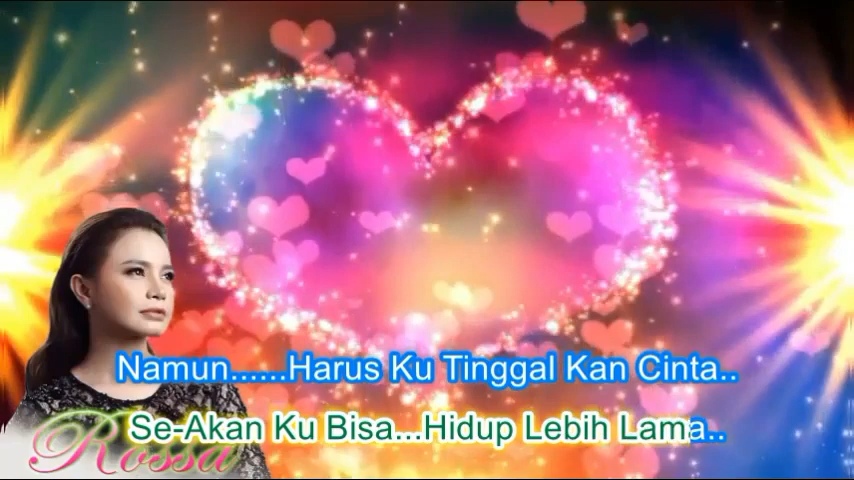 Namun......Harus Ku Tinggal Kan Cinta..
Se-Akan Ku Bisa...Hidup Lebih Lama..
Rossa